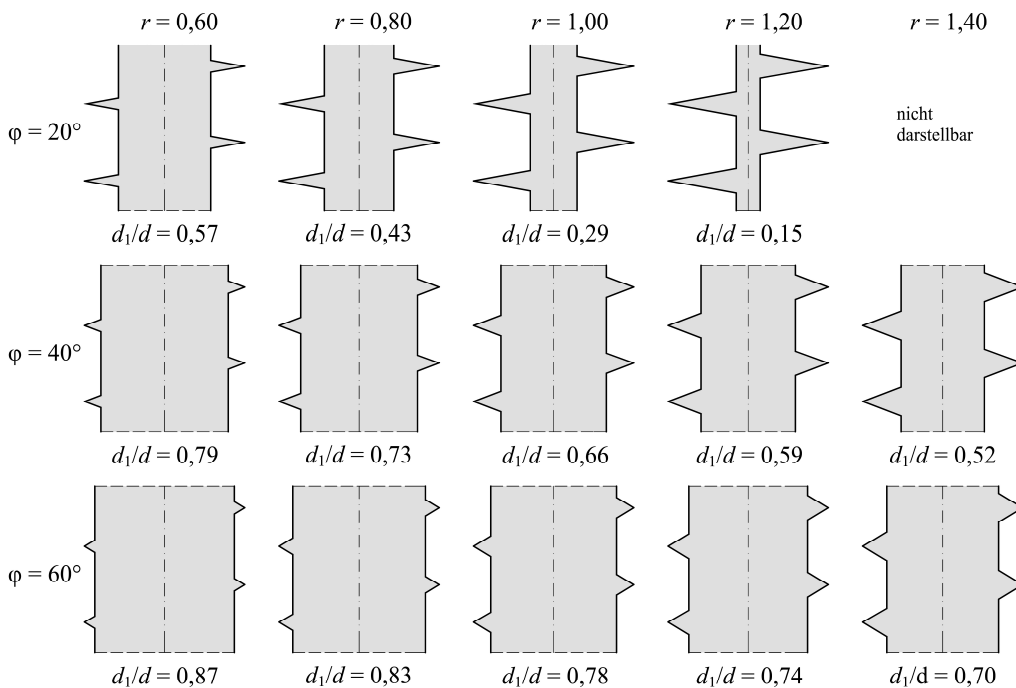 r = 0,60 r = 0,80 r = 1,00 r = 1,20 r = 1,40
φ = 20°
nicht
darstellbar
d1/d = 0,57 d1/d = 0,43 d1/d = 0,29 d1/d = 0,15
φ = 40°
d1/d = 0,79 d1/d = 0,73 d1/d = 0,66 d1/d = 0,59 d1/d = 0,52
φ = 60°
d1/d = 0,87 d1/d = 0,83 d1/d = 0,78 d1/d = 0,74 d1/d = 0,70